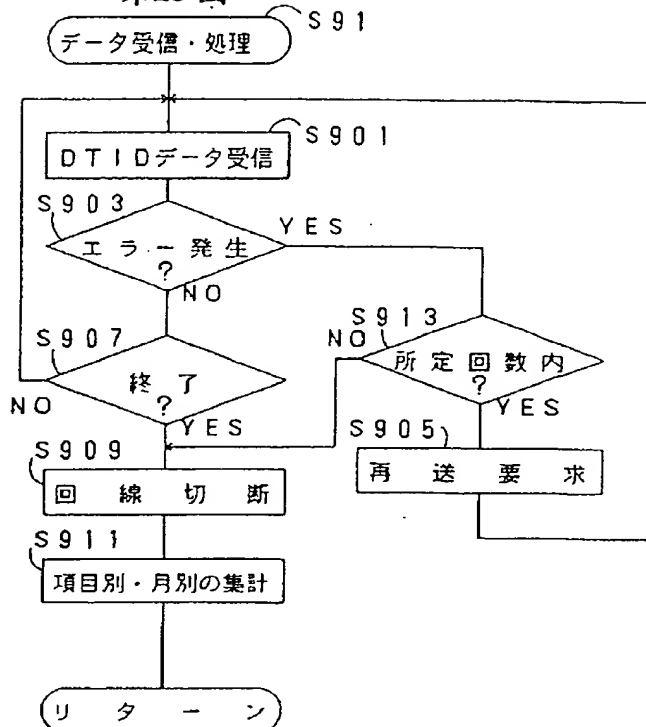 S91
データ受信・処理
S901
DTIDデータ受信
S903
エラー発生
?
YES
NO
S907
終了
?
NO
YES
S913
NO
所定回数内
?
YES
S905
再送要求
S909
回線切断
S911
項目別・月別の集計
リターン